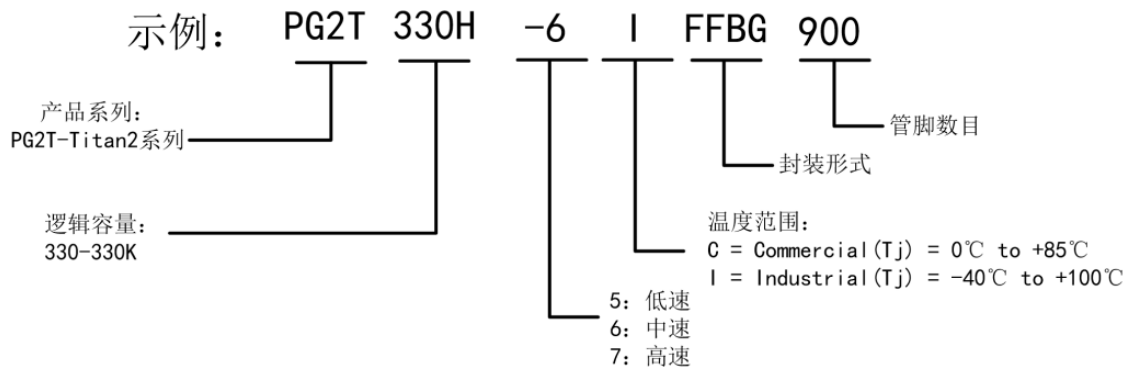 示例： PG2T 330H -6 I FFBG 900
产品系列：
PG2T-Titan2系列
管脚数目
封装形式
逻辑容量：
330-330K
温度范围：
C = Commercial(Tj) = 0℃ to +85℃
I = Industrial(Tj) = -40℃ to +100℃
5：低速
6：中速
7：高速